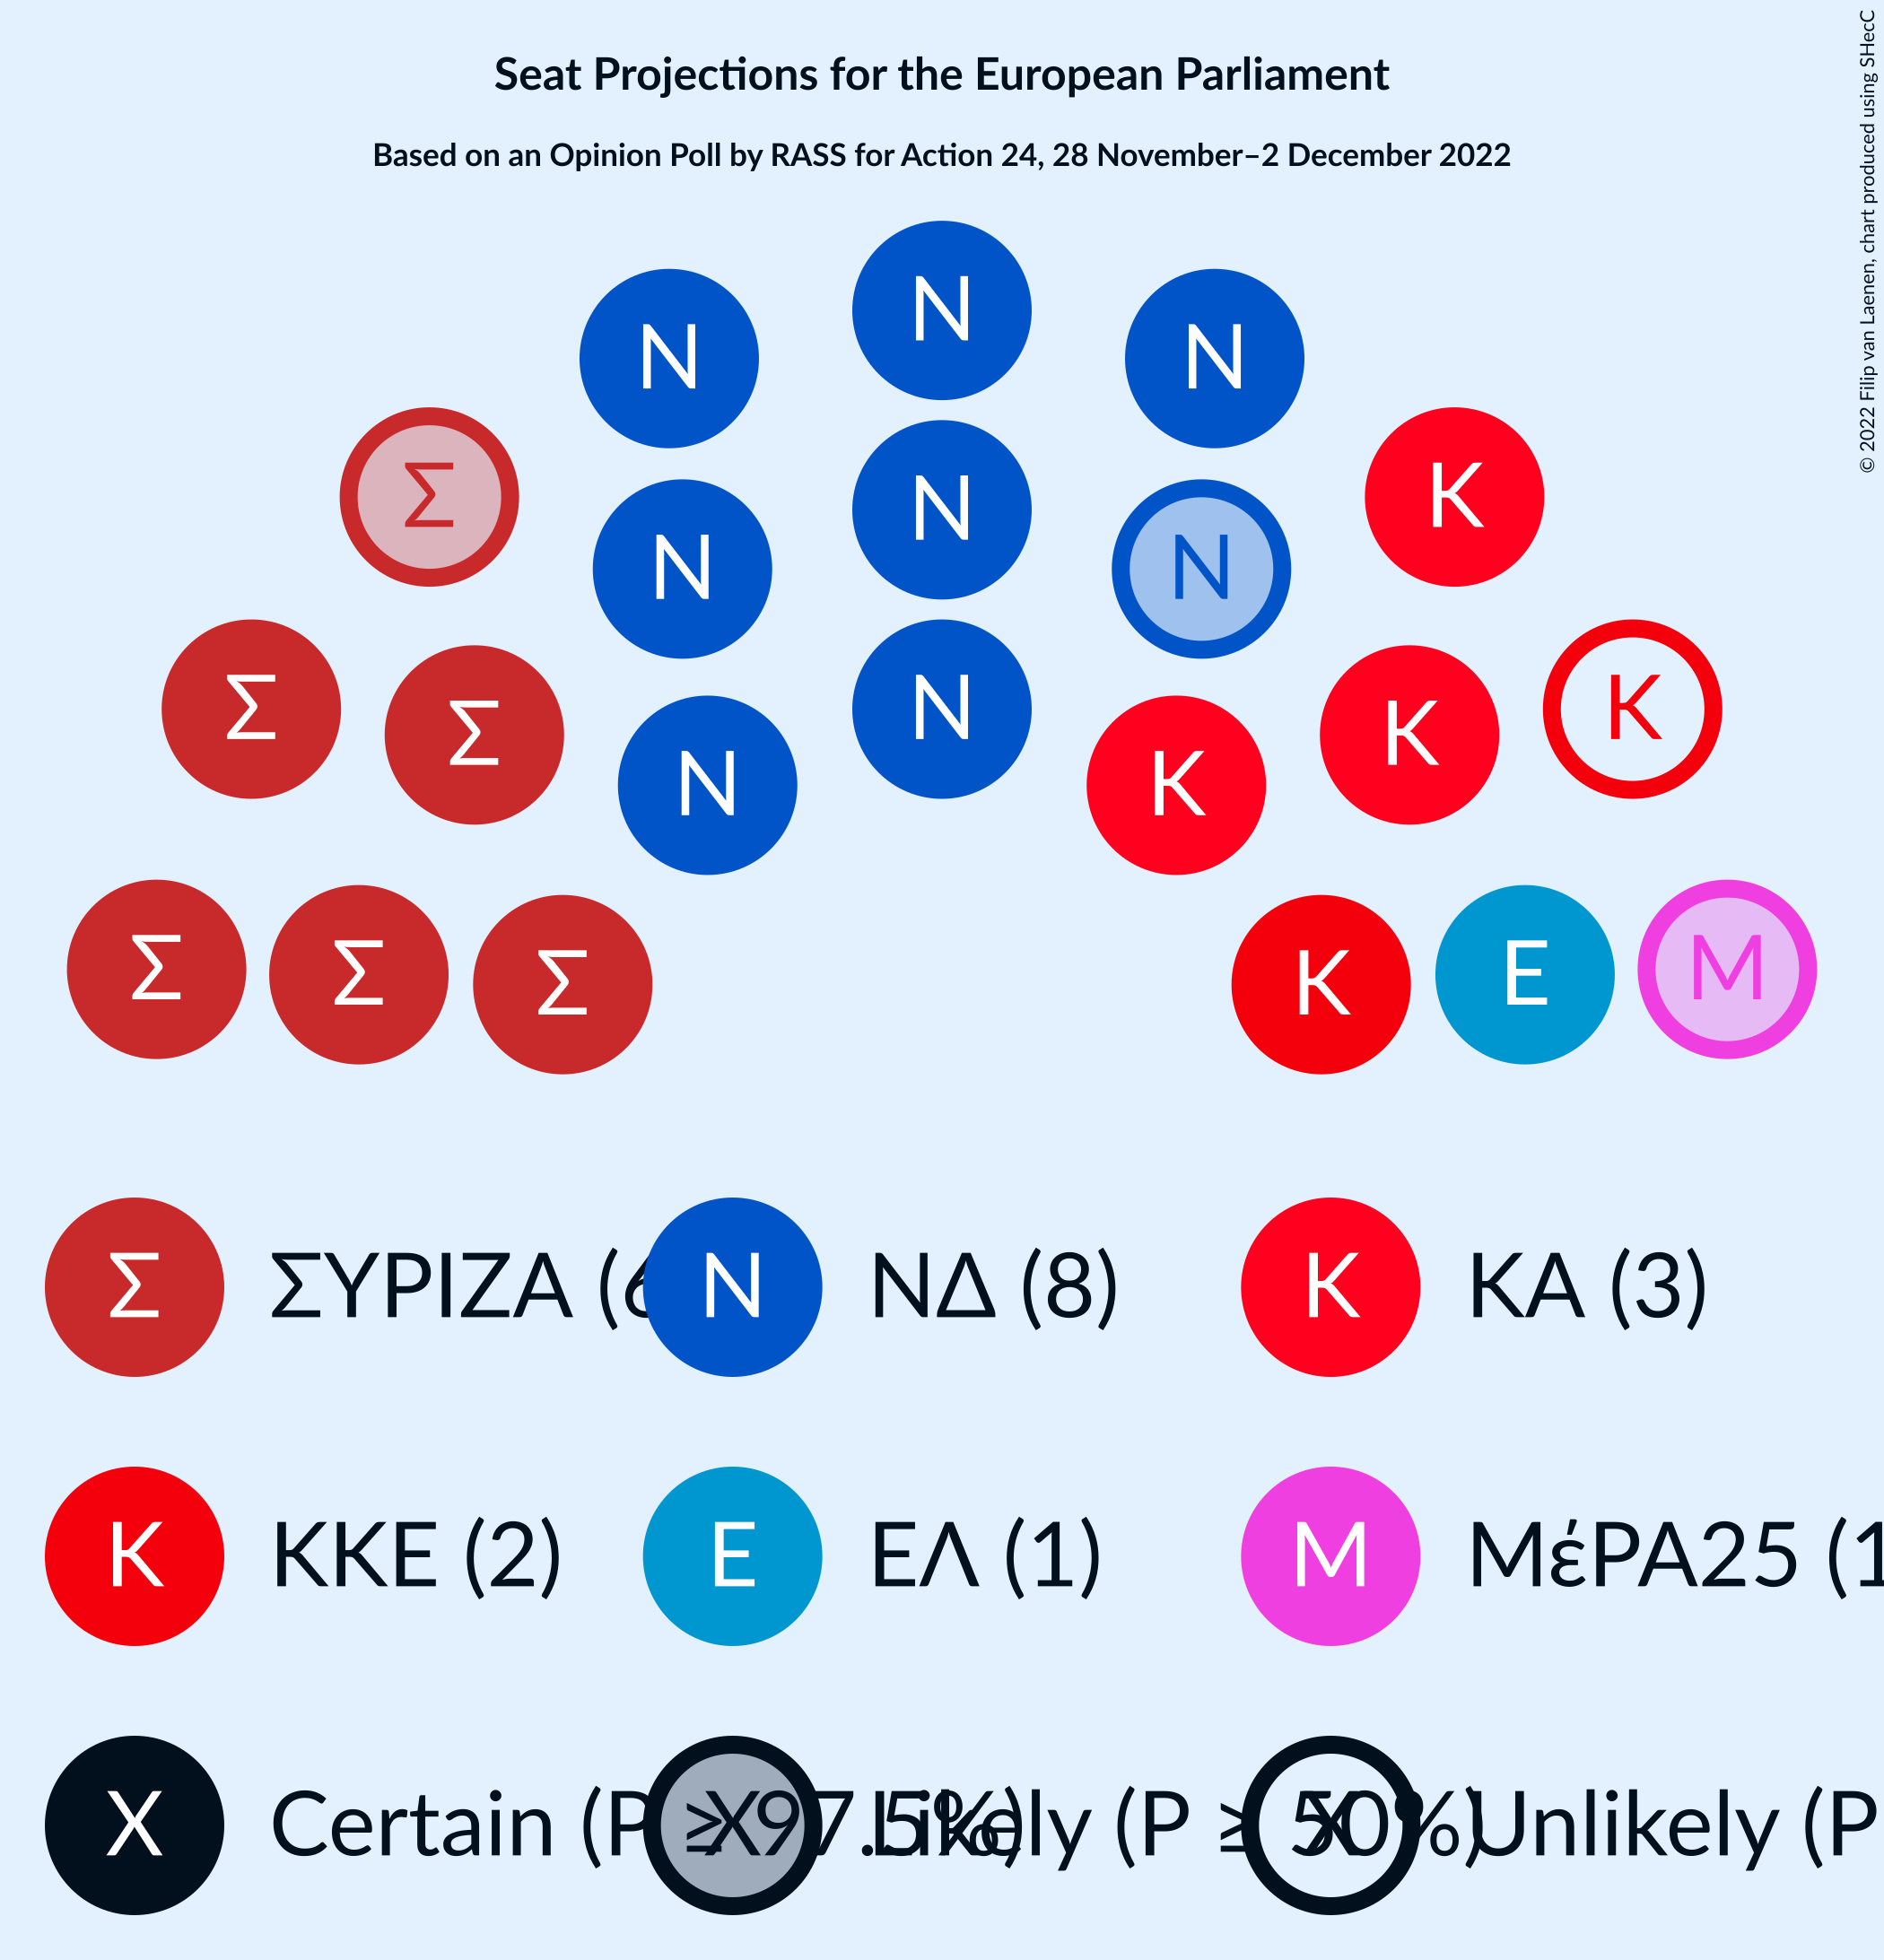 Seat Projections for the European Parliament
Based on an Opinion Poll by RASS for Action 24, 28 November–2 December 2022
© 2022 Filip van Laenen, chart produced using SHecC
N
N N
Σ N K
N N
Σ N K
Σ K
N K
N
Σ Σ Σ K E M
Σ ΣΥΡΙΖΑ (6 N ΝΔ (8) K ΚΑ (3)
K ΚΚΕ (2) E ΕΛ (1) M ΜέΡΑ25 (1
X Certain (P ≥ 97.5%) X Likely (P ≥ 50%) X Unlikely (P